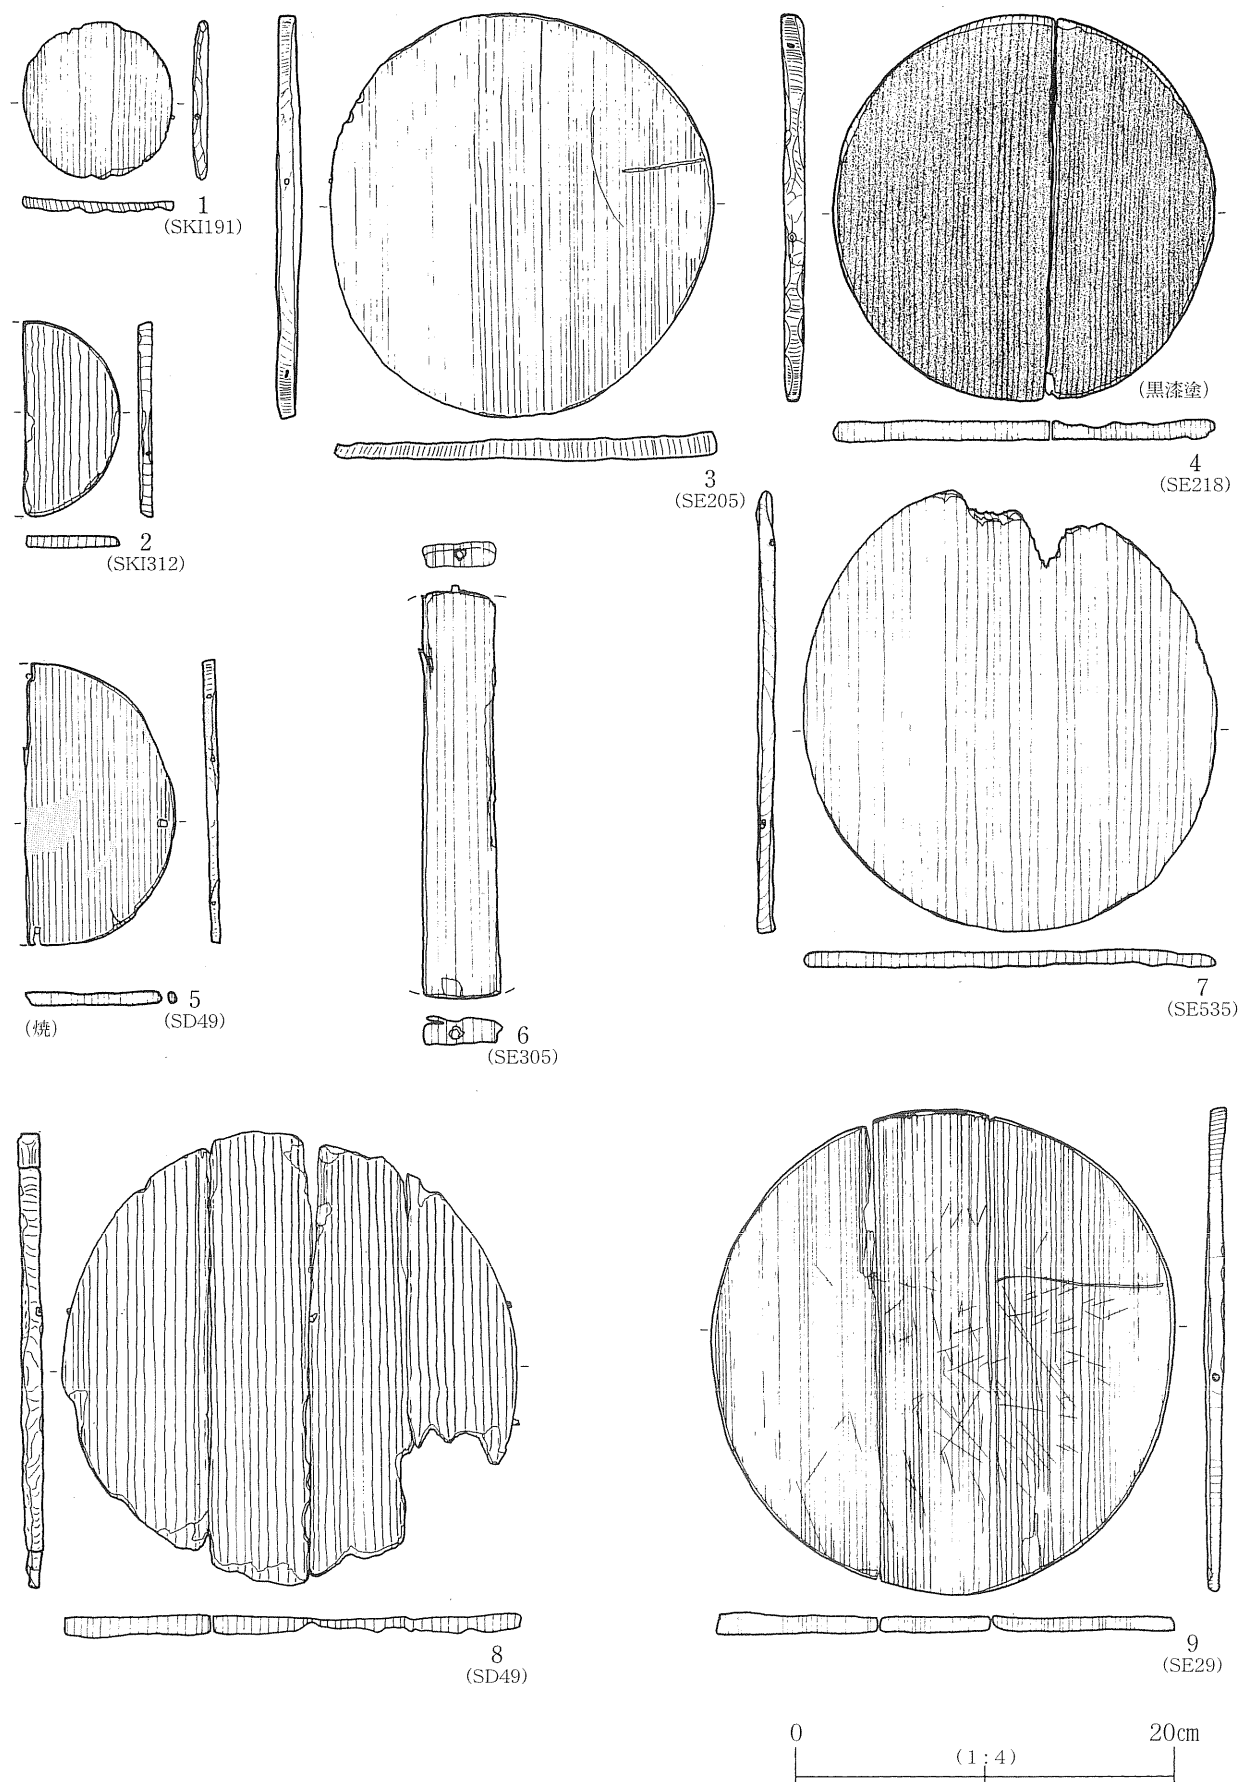 1
(SKI191)
3
(SE205)
(黒漆塗)
4
(SE218)
2
(SKI312)
5
(SD49)
(焼)
6
(SE305)
7
(SE535)
8
(SD49)
9
(SE29)
0 20cm
(1:4)